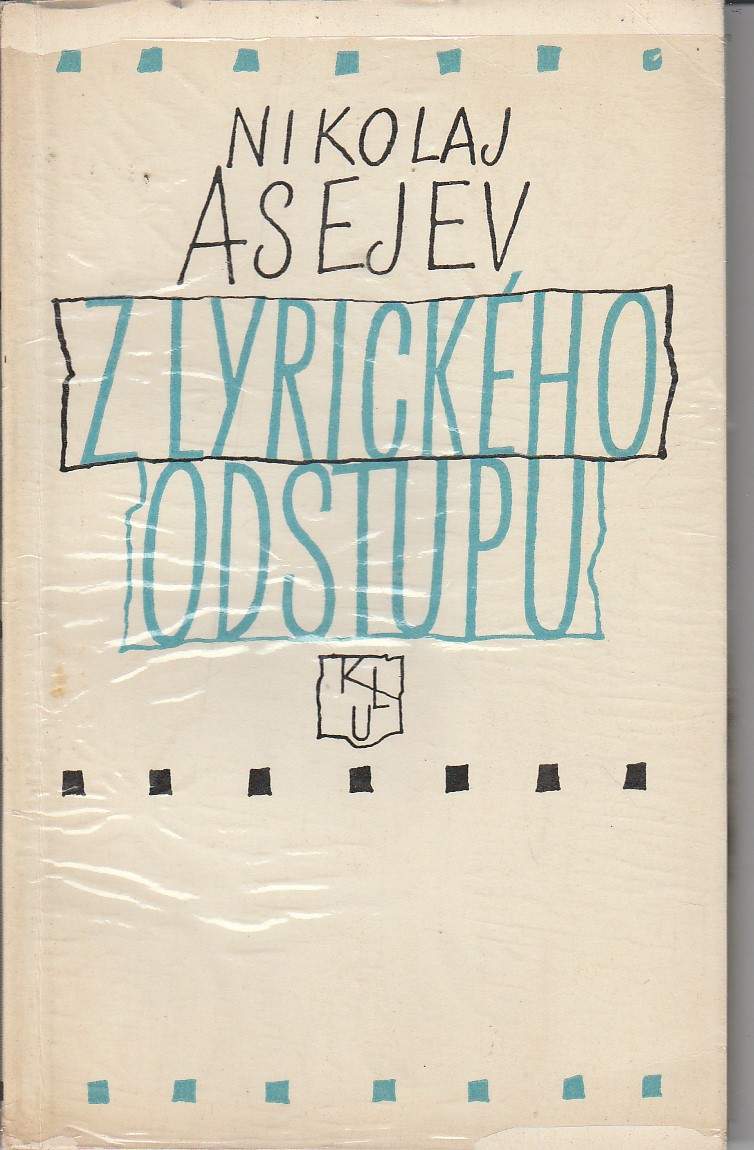 NIKOLAJ
ASEJEV
Z LYRICKÉHO
ODSTUPU
KLU